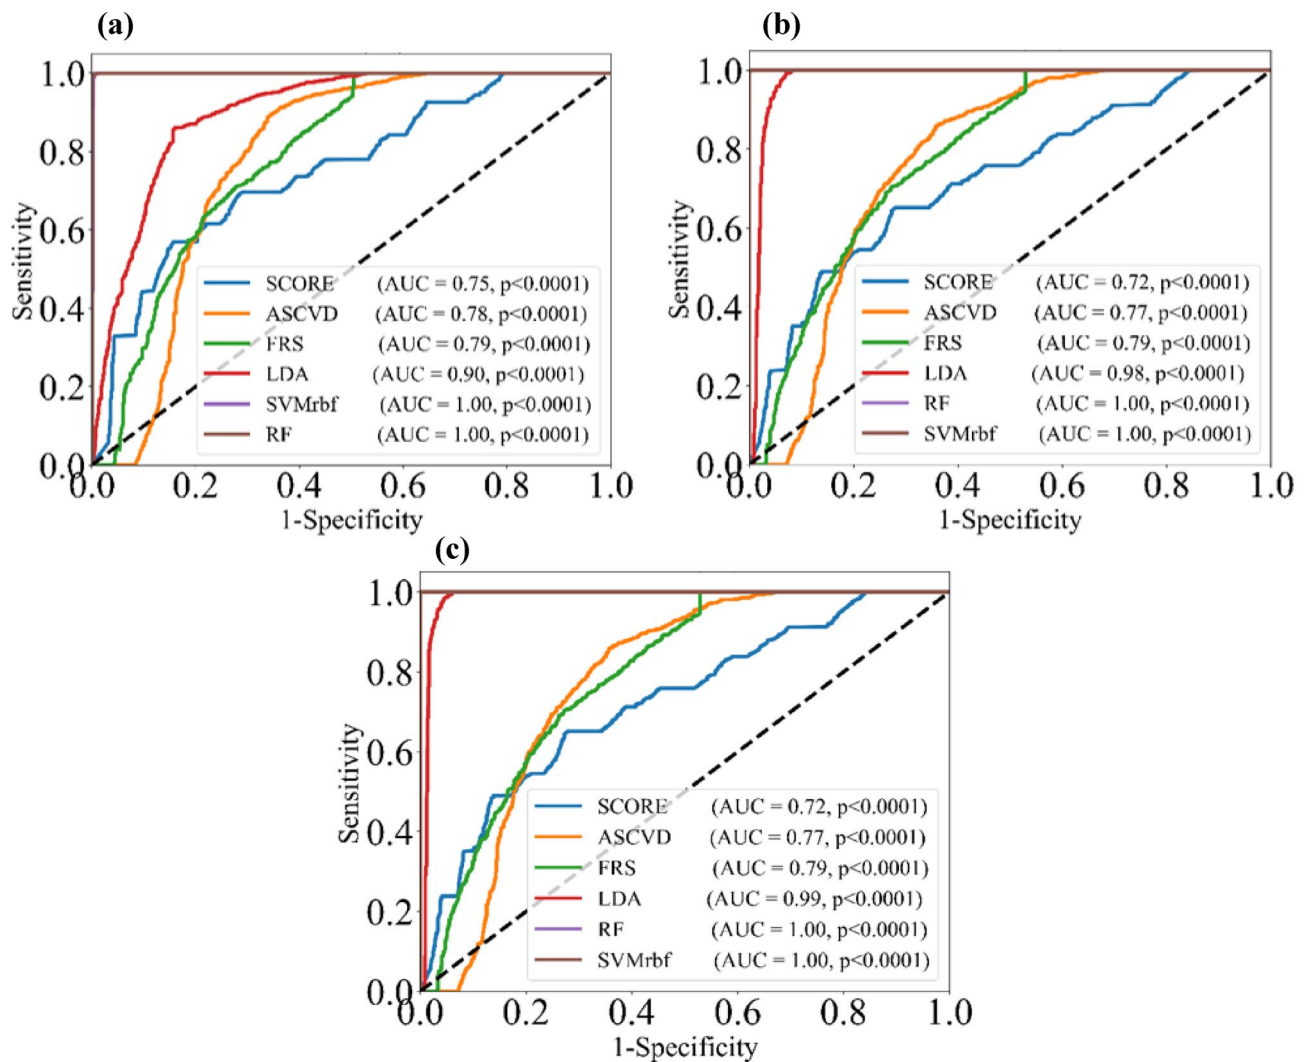 (a)
1.0
0.8
0.6
0.4
0.2
0.0
Sensitivity
SCORE (AUC = 0.75, p<0.0001)
ASCVD (AUC = 0.78, p<0.0001)
FRS (AUC = 0.79, p<0.0001)
LDA (AUC = 0.90, p<0.0001)
SVMrbf (AUC = 1.00, p<0.0001)
RF (AUC = 1.00, p<0.0001)
0.0 0.2 0.4 0.6 0.8 1.0
1-Specificity
(b)
1.0
0.8
0.6
0.4
0.2
0.0
Sensitivity
SCORE (AUC = 0.72, p<0.0001)
ASCVD (AUC = 0.77, p<0.0001)
FRS (AUC = 0.79, p<0.0001)
LDA (AUC = 0.98, p<0.0001)
RF (AUC = 1.00, p<0.0001)
SVMrbf (AUC = 1.00, p<0.0001)
0.0 0.2 0.4 0.6 0.8 1.0
1-Specificity
(c)
1.0
0.8
0.6
0.4
0.2
0.0
Sensitivity
SCORE (AUC = 0.72, p<0.0001)
ASCVD (AUC = 0.77, p<0.0001)
FRS (AUC = 0.79, p<0.0001)
LDA (AUC = 0.99, p<0.0001)
RF (AUC = 1.00, p<0.0001)
SVMrbf (AUC = 1.00, p<0.0001)
0.0 0.2 0.4 0.6 0.8 1.0
1-Specificity